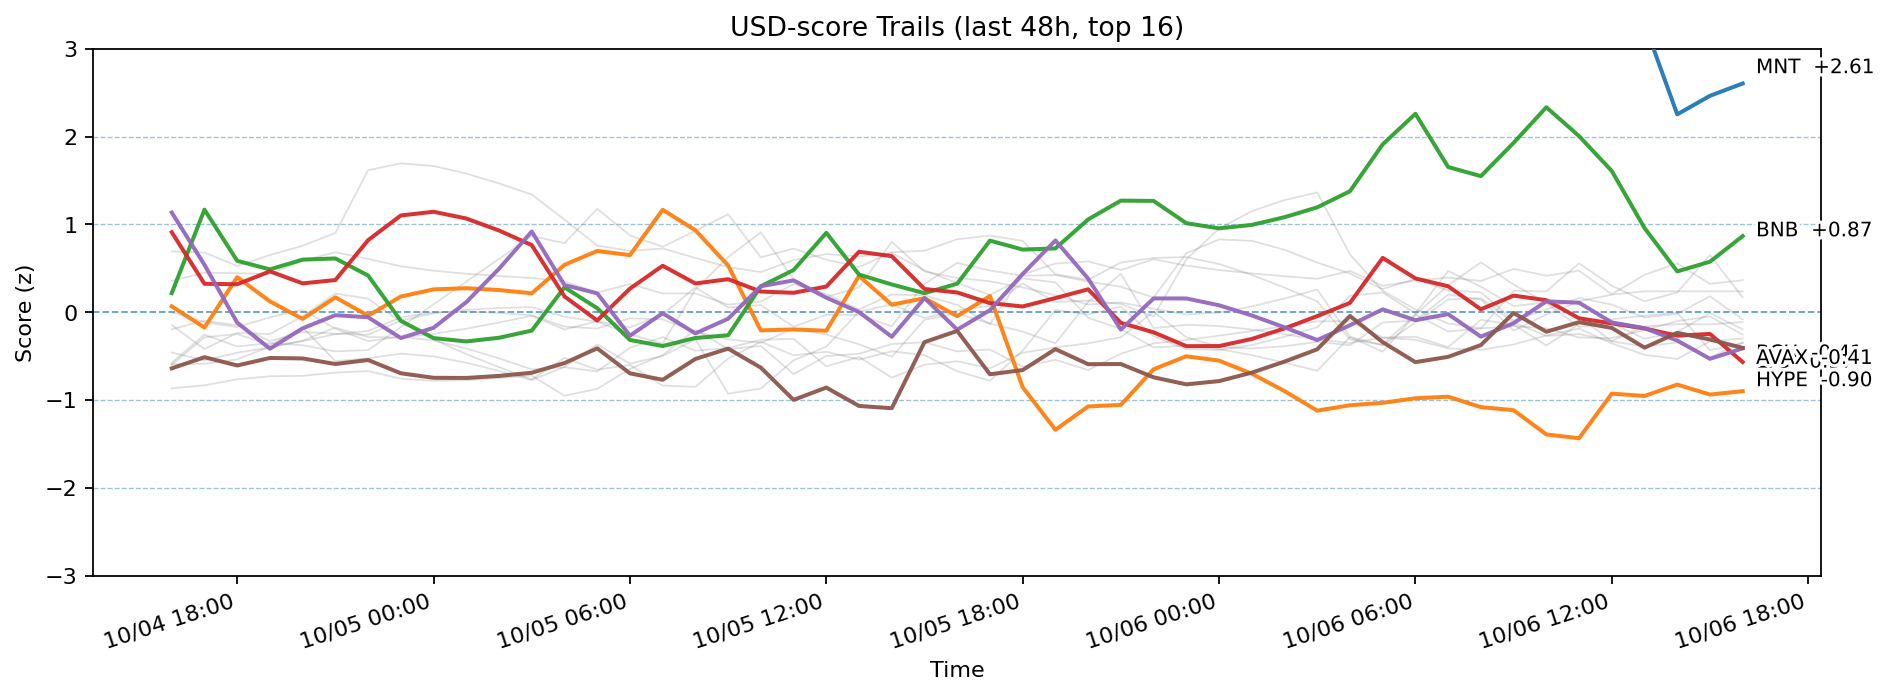 USD-score Trails (last 48h, top 16)
Score (z)
3
2
1
0
−1
−2
−3
MNT +2.61
BNB +0.87
AVAX -0.41
HYPE -0.90
10/04 18:00
10/05 00:00
10/05 06:00
10/05 12:00
10/05 18:00
10/06 00:00
10/06 06:00
10/06 12:00
10/06 18:00
Time